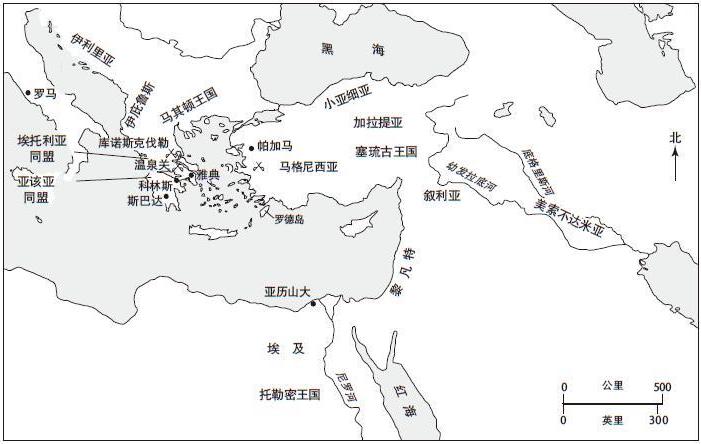 黑 海
伊利里亚
罗马
伊庇鲁斯
马其顿王国
小亚细亚
加拉提亚
北
埃托利亚
同盟
库诺斯克伐勒
帕加马
塞琉古王国
温泉关
马格尼西亚
底格里斯河
幼发拉底河
亚该亚
同盟
科林斯
雅典
斯巴达
叙利亚
罗德岛
美索不达米亚
黎凡特
亚历山大
埃 及
托勒密王国
尼罗河
红海
0 公里 500
0 英里 300